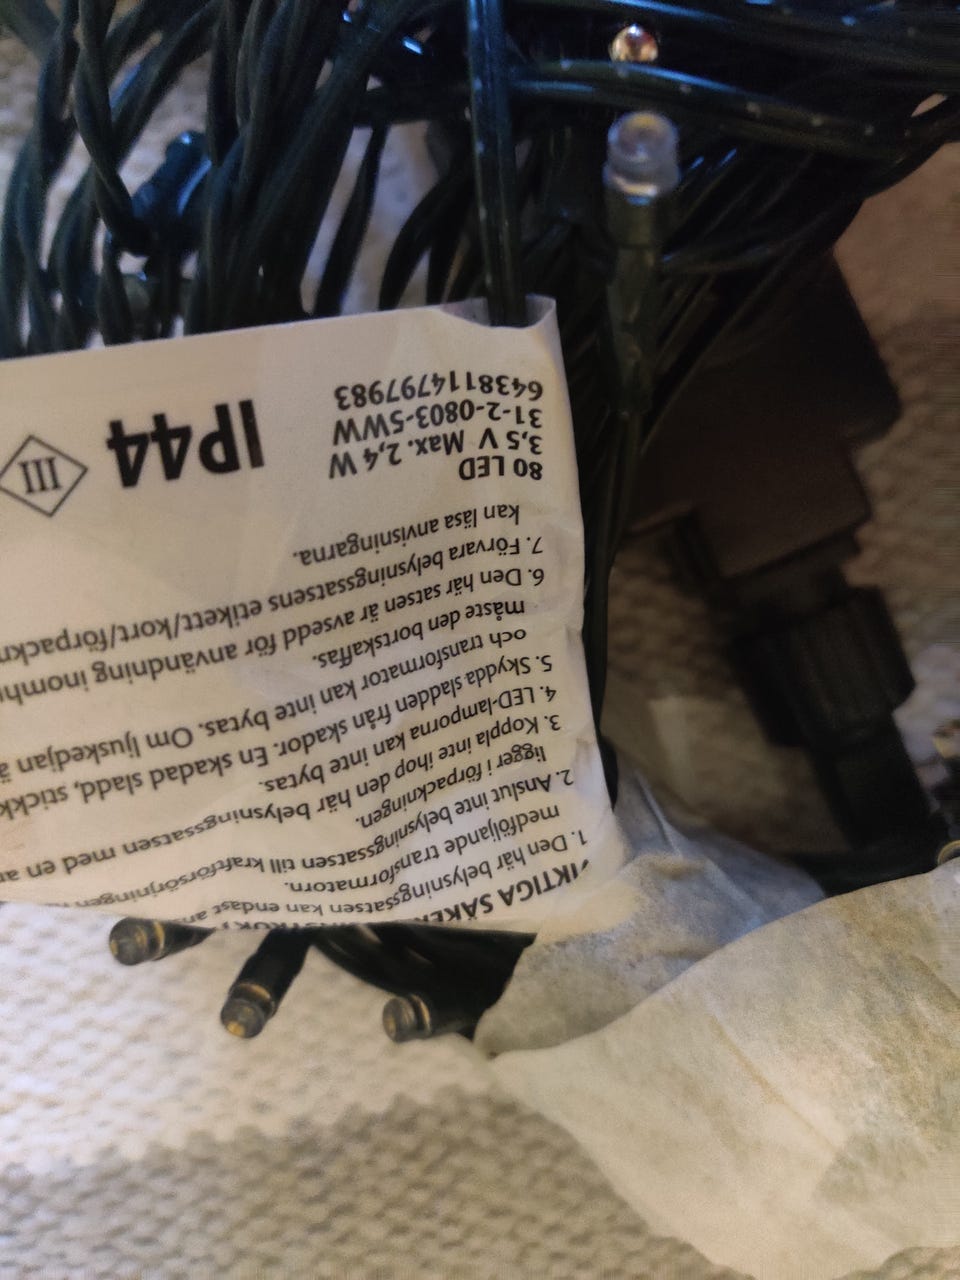 VIKTIGA SÄKER
1. Den här belysningssatsen kan endast
medföljande transformatorn.
2. Anslut inte belysningssatsen till kraftförsörjningen
ligger i förpackningen.
3. Koppla inte ihop den här belysningssatsen med en
4. LED-lamporna kan inte bytas.
5. Skydda sladden från skador. En skadad sladd,
och transformator kan inte bytas. Om ljuskedjan
måste den bortskaffas.
6. Den här satsen är avsedd för användning
7. Förvara belysningssatsens etikett/kort/
kan läsa anvisningarna.
80 LED
3,5 V Max. 2,4 W
31-2-0803-5WW
6438114797983
IP44
III